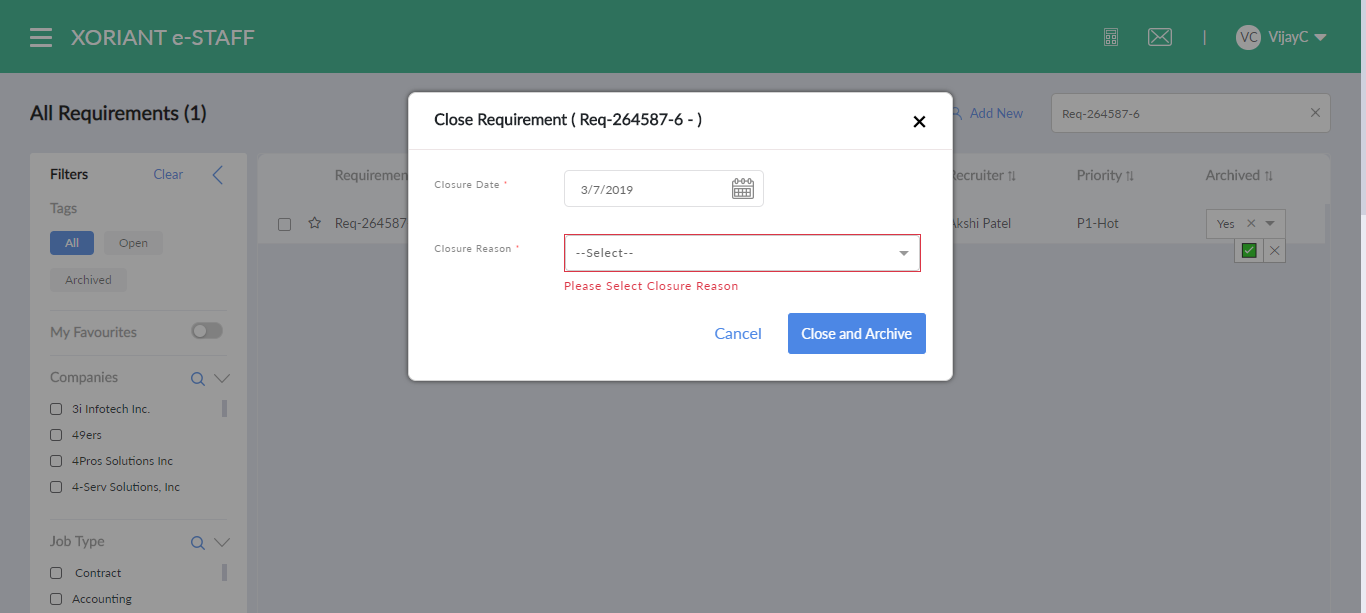 XORIANT e-STAFF
VC VijayC
All Requirements (1)
Add New
Req-264587-6
Close Requirement ( Req-264587-6 - )
Closure Date *
3/7/2019
Closure Reason *
--Select--
Please Select Closure Reason
Cancel
Close and Archive
Filters
Clear
Tags
All
Open
Archived
My Favourites
Companies
3i Infotech Inc.
49ers
4Pros Solutions Inc
4-Serv Solutions, Inc
Job Type
Contract
Accounting
Requiremen
Recruiter
Priority
Archived
Req-264587
Akshi Patel
P1-Hot
Yes